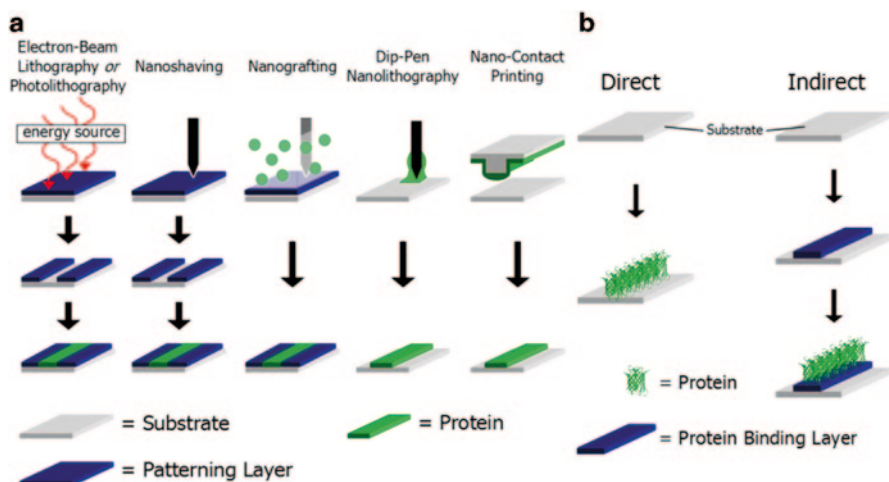 a
Electron-Beam
Lithography or
Photolithography
energy source
Nanoshaving
Nanografting
Dip-Pen
Nanolithography
Nano-Contact
Printing
= Substrate
= Patterning Layer
= Protein
b
Direct
Indirect
Substrate
= Protein
= Protein Binding Layer